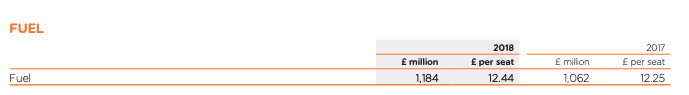 FUEL
2018 2017
£ million £ per seat £ million £ per seat
Fuel 1,184 12.44 1,062 12.25